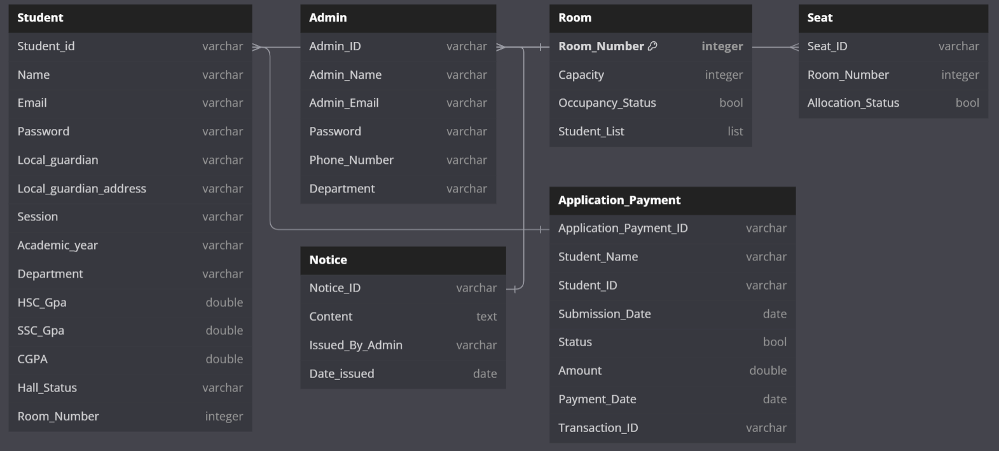 Student
Student_id varchar
Name varchar
Email varchar
Password varchar
Local_guardian varchar
Local_guardian_address varchar
Session varchar
Academic_year varchar
Department varchar
HSC_Gpa double
SSC_Gpa double
CGPA double
Hall_Status varchar
Room_Number integer
Admin
Admin_ID varchar
Admin_Name varchar
Admin_Email varchar
Password varchar
Phone_Number varchar
Department varchar
Notice
Notice_ID varchar
Content text
Issued_By_Admin varchar
Date_issued date
Room
Room_Number integer
Capacity integer
Occupancy_Status bool
Student_List list
Application_Payment
Application_Payment_ID varchar
Student_Name varchar
Student_ID varchar
Submission_Date date
Status bool
Amount double
Payment_Date date
Transaction_ID varchar
Seat
Seat_ID varchar
Room_Number integer
Allocation_Status bool